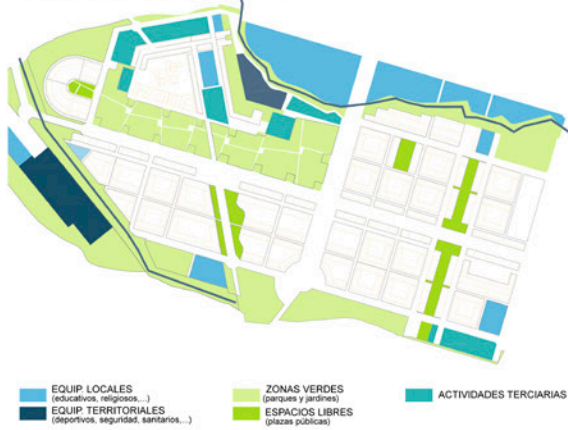 EQUIP. LOCALES
(educativos, religiosos,...)
EQUIP. TERRITORIALES
(deportivos, seguridad, sanitarios,...)
ZONAS VERDES
(parques y jardines)
ESPACIOS LIBRES
(plazas públicas)
ACTIVIDADES TERCIARIAS